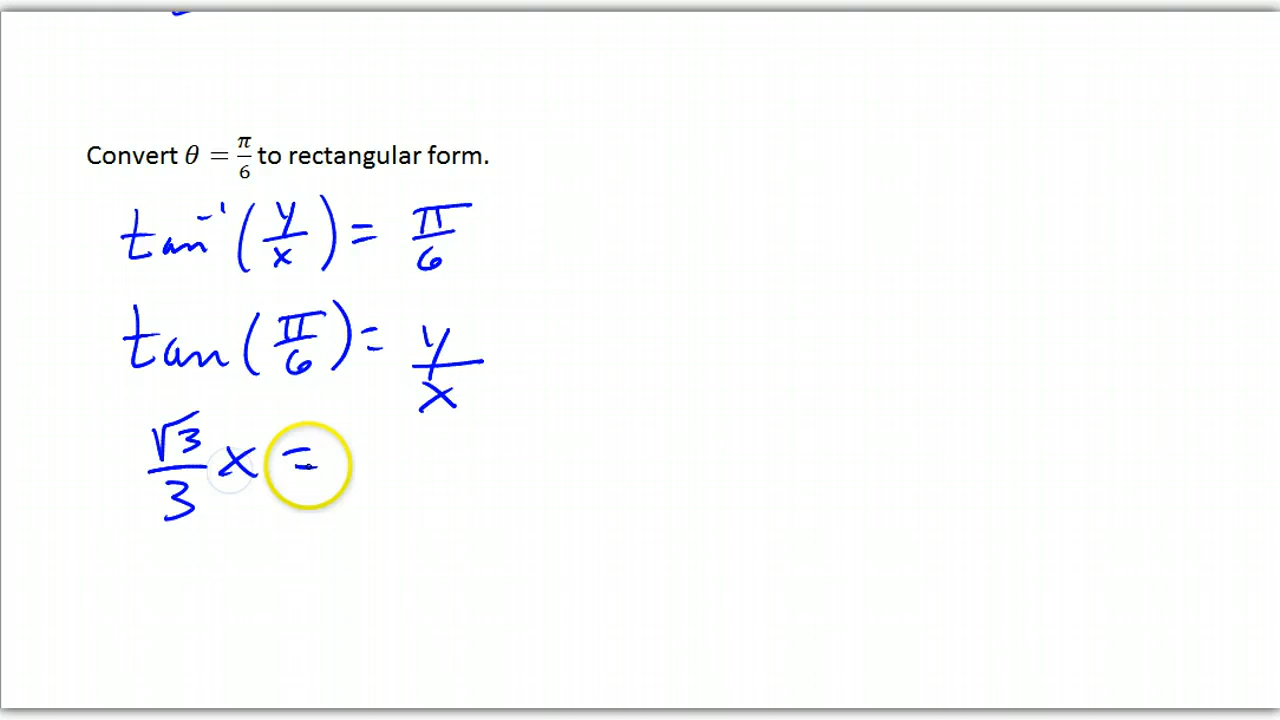 Convert θ = π/6 to rectangular form.
tan⁻¹(y/x) = π/6
tan(π/6) = y/x
√3/3 x =